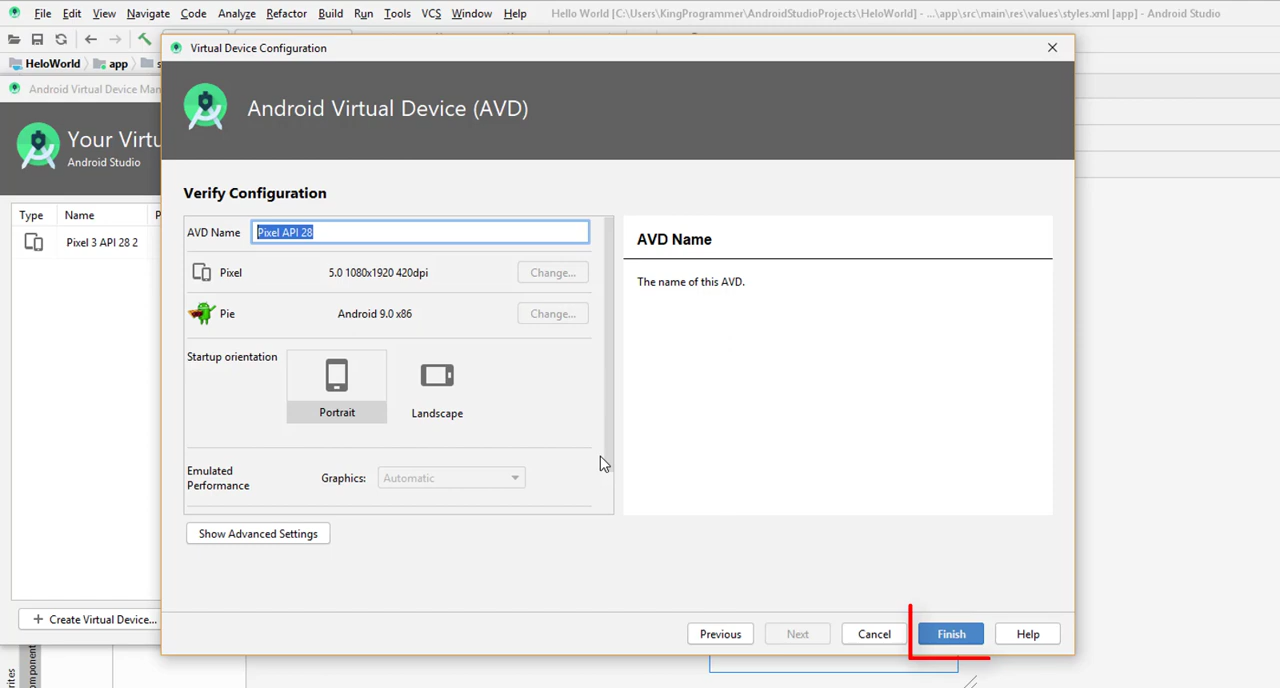 File Edit View Navigate Code Analyze Refactor Build Run Tools VCS Window Help Hello World [C:\Users\KingProgrammer\AndroidStudioProjects\HeloWorld] - ...\app\src\main\res\values\styles.xml [app] - Android Studio
HeloWorld app
Virtual Device Configuration
Android Virtual Device Man
Your Virtu
Android Studio
Type Name P
Pixel 3 API 28 2
Create Virtual Device...
Android Virtual Device (AVD)
Verify Configuration
AVD Name Pixel API 28
Pixel 5.0 1080x1920 420dpi Change...
Pie Android 9.0 x86 Change...
Startup orientation
Portrait Landscape
Emulated
Performance
Graphics: Automatic
Show Advanced Settings
AVD Name
The name of this AVD.
Previous Next Cancel Finish Help